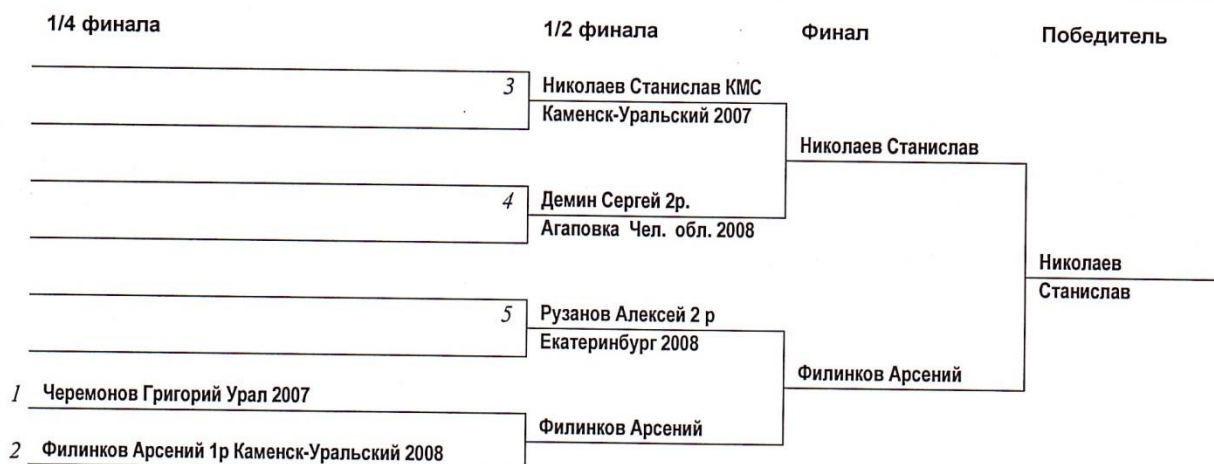 1/4 финала
1/2 финала
Финал
Победитель
3
Николаев Станислав КМС
Каменск-Уральский 2007
Николаев Станислав
4
Демин Сергей 2р.
Агаповка Чел. обл. 2008
Николаев
Станислав
5
Рузанов Алексей 2 р
Екатеринбург 2008
Филинков Арсений
1 Черемонов Григорий Урал 2007
Филинков Арсений
2 Филинков Арсений 1р Каменск-Уральский 2008